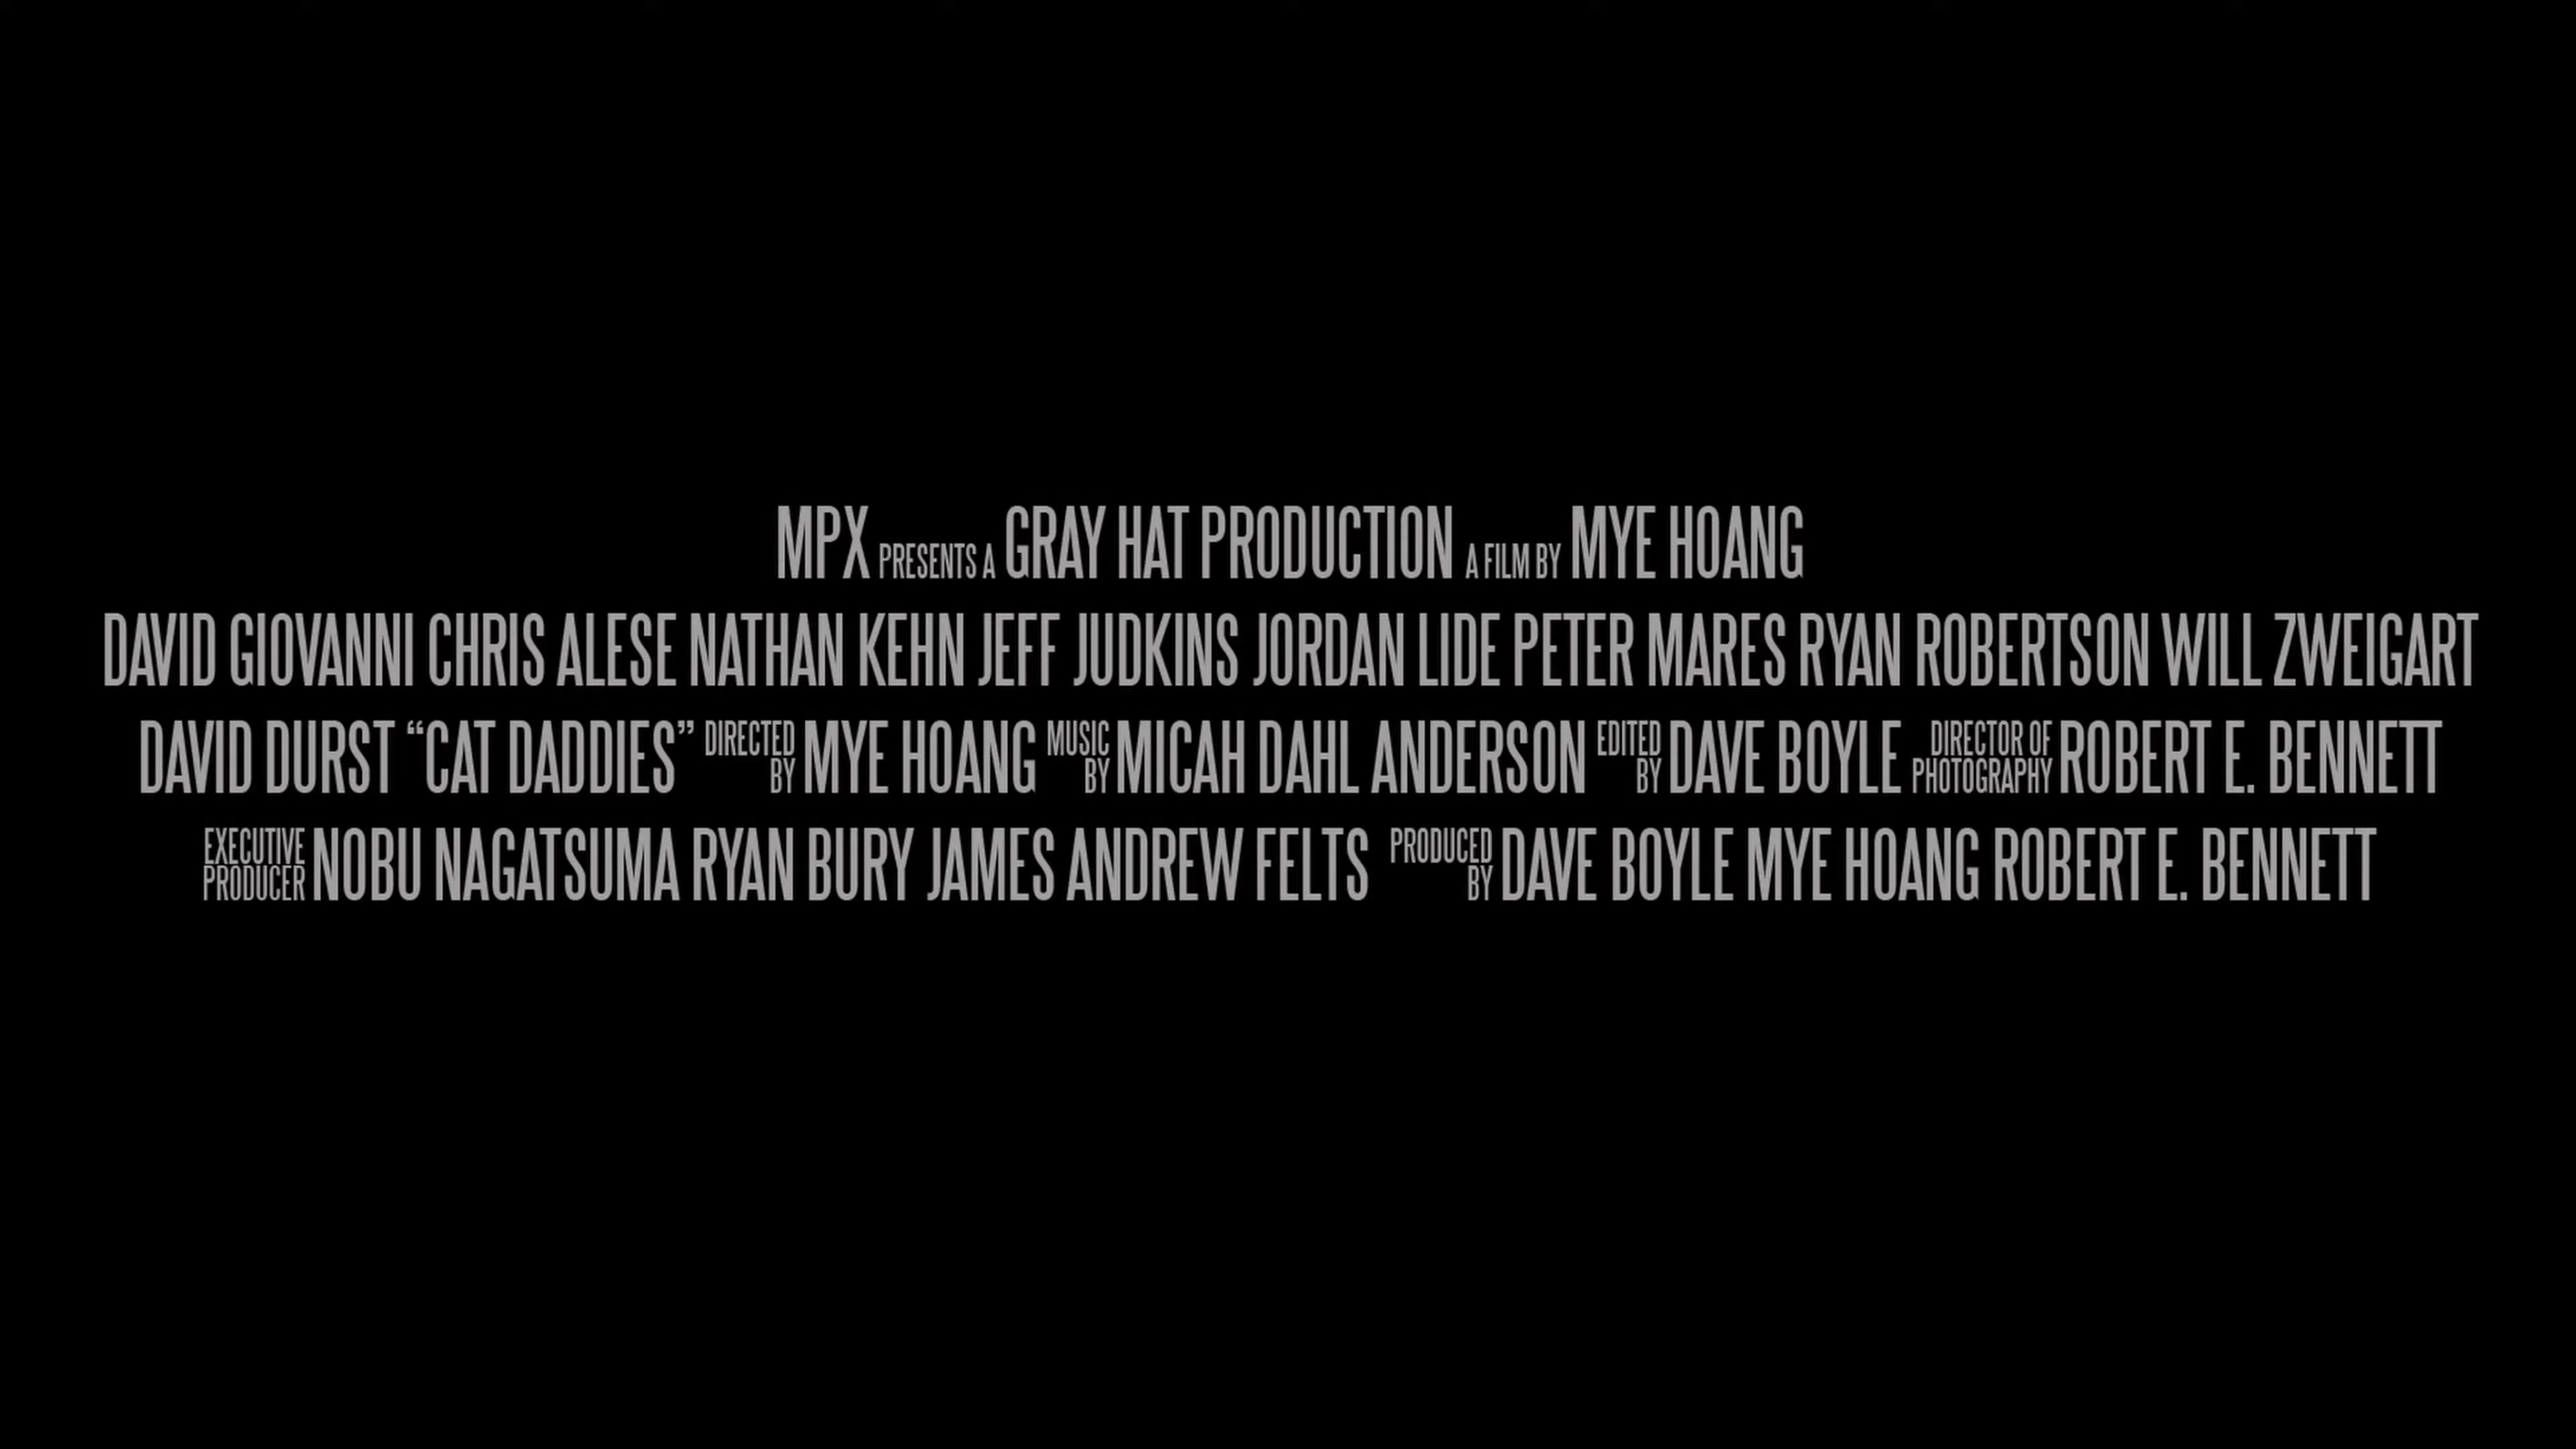 MPX PRESENTS A GRAY HAT PRODUCTION A FILM BY MYE HOANG
DAVID GIOVANNI CHRIS ALESE NATHAN KEHN JEFF JUDKINS JORDAN LIDE PETER MARES RYAN ROBERTSON WILL ZWEIGART
DAVID DURST “CAT DADDIES” DIRECTED BY MYE HOANG MUSIC BY MICAH DAHL ANDERSON EDITED BY DAVE BOYLE DIRECTOR OF PHOTOGRAPHY ROBERT E. BENNETT
EXECUTIVE PRODUCER NOBU NAGATSUMA RYAN BURY JAMES ANDREW FELTS PRODUCED BY DAVE BOYLE MYE HOANG ROBERT E. BENNETT